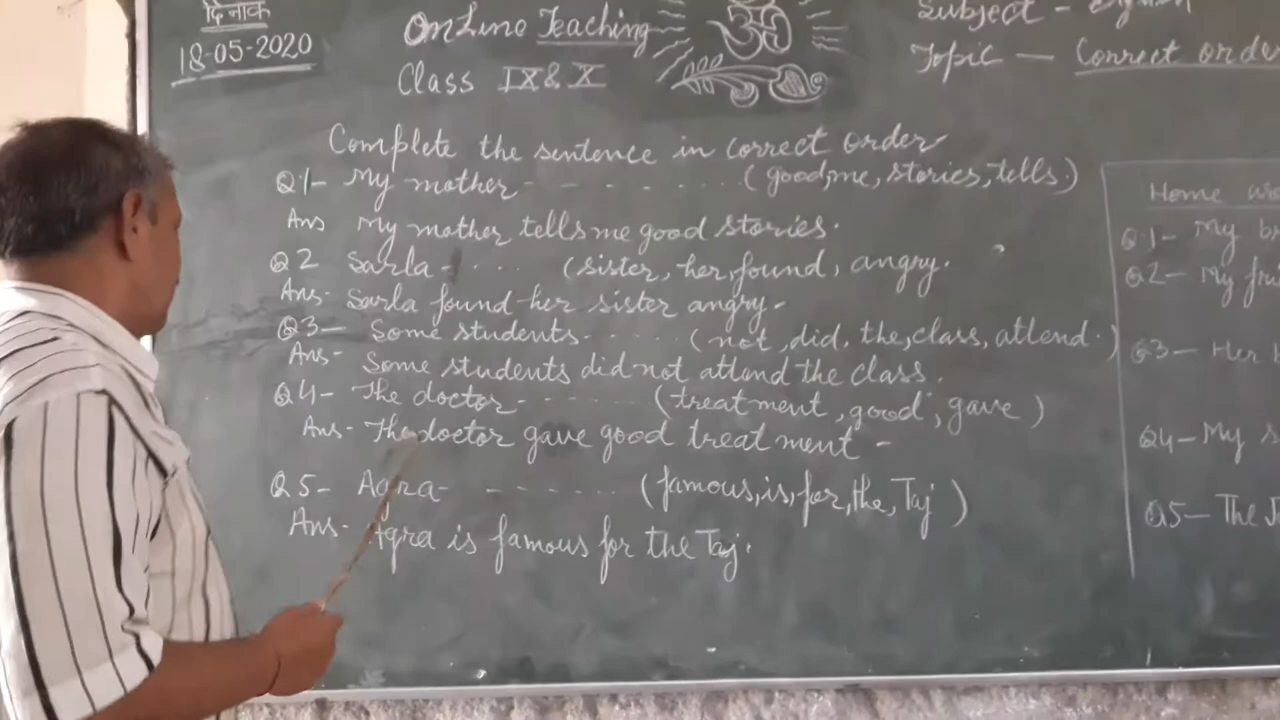 दिनांक
18-05-2020
OnLine Teaching
Class IX & X
ॐ
Subject -
Topic — Correct order
Complete the sentence in correct order
Q1- My mother - - - . . . . . . . (good, me, stories, tells.)
Ans My mother tells me good stories.
Q2 Sarla - . . . . (sister, her, found, angry.
Ans- Sarla found her sister angry.
Q3— Some students- . . . . . (not, did, the, class, attend.)
Ans- Some students did not attend the class.
Q4- The doctor- - - . . . . . (treatment, good, gave)
Ans- The doctor gave good treatment -
Q5- Agra- - - - . . . . (famous, is, for, the, Taj)
Ans- Agra is famous for the Taj.
Home
Q1- My
Q2- My
Q3- Her
Q4- My
Q5- The